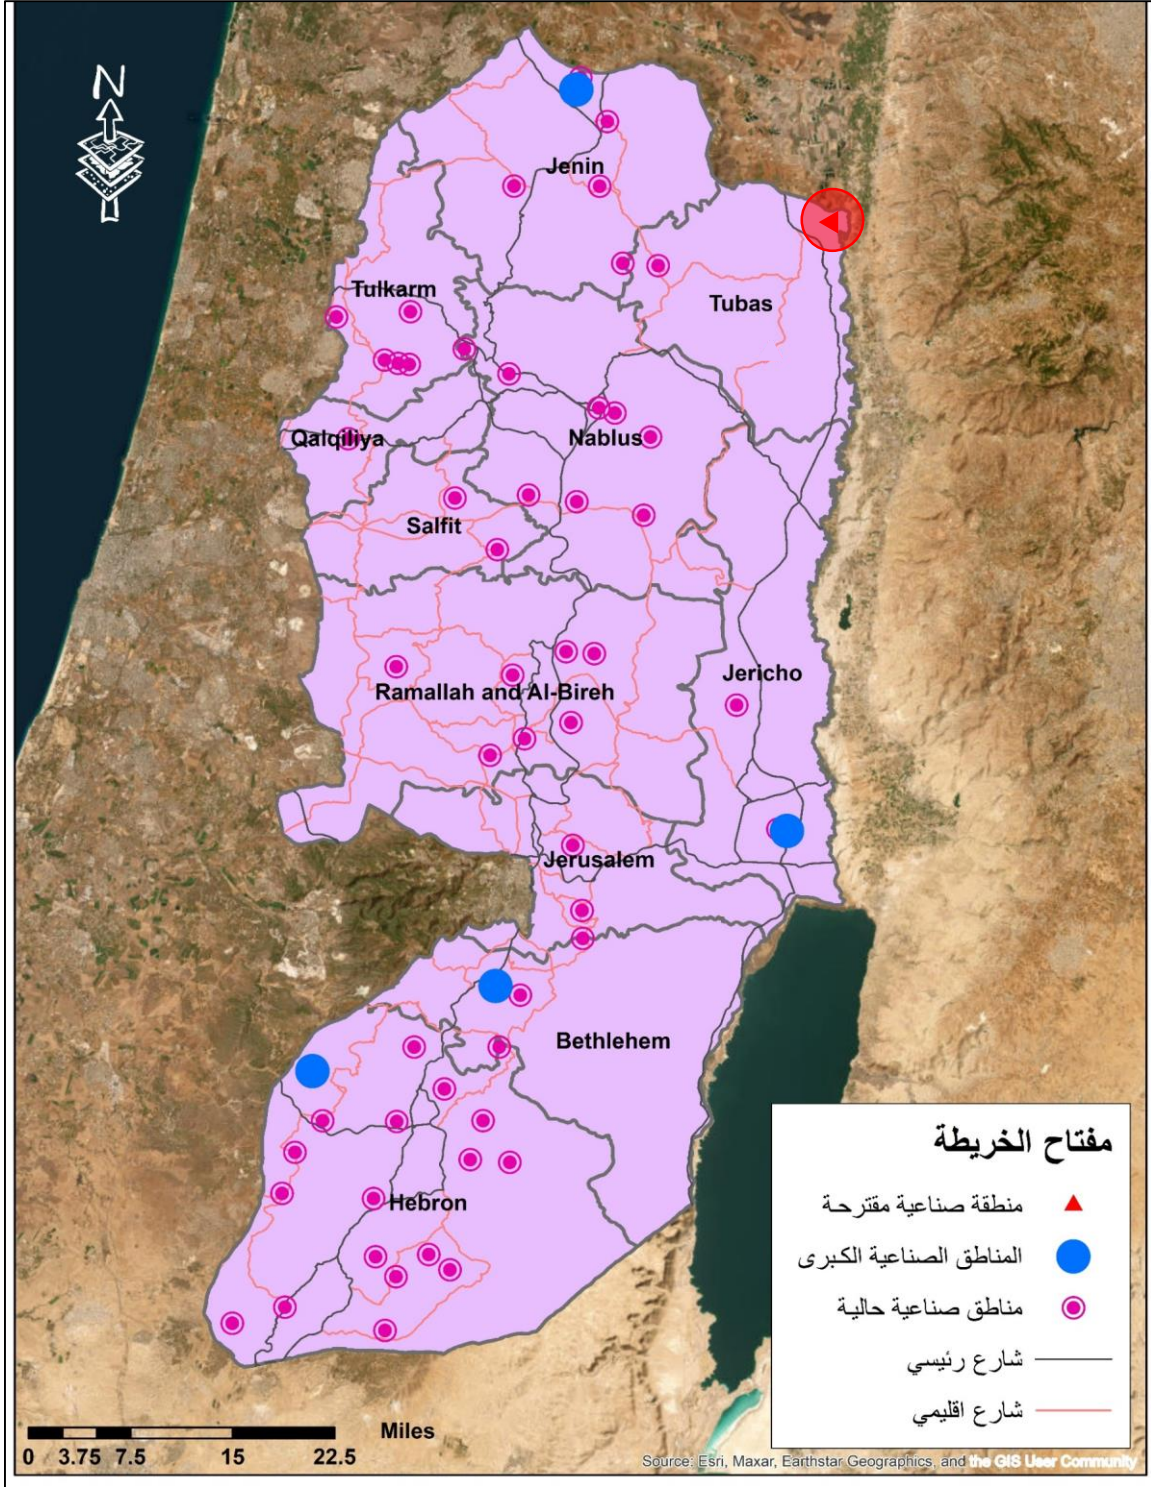 N
Jenin
Tulkarm
Tubas
Qalqiliya
Nablus
Salfit
Jericho
Ramallah and Al-Bireh
Jerusalem
Bethlehem
Hebron
مفتاح الخريطة
منطقة صناعية مقترحة
المناطق الصناعية الكبرى
مناطق صناعية حالية
شارع رئيسي
شارع اقليمي
Miles
0 3.75 7.5 15 22.5
Source: Esri, Maxar, Earthstar Geographics, and the GIS User Community